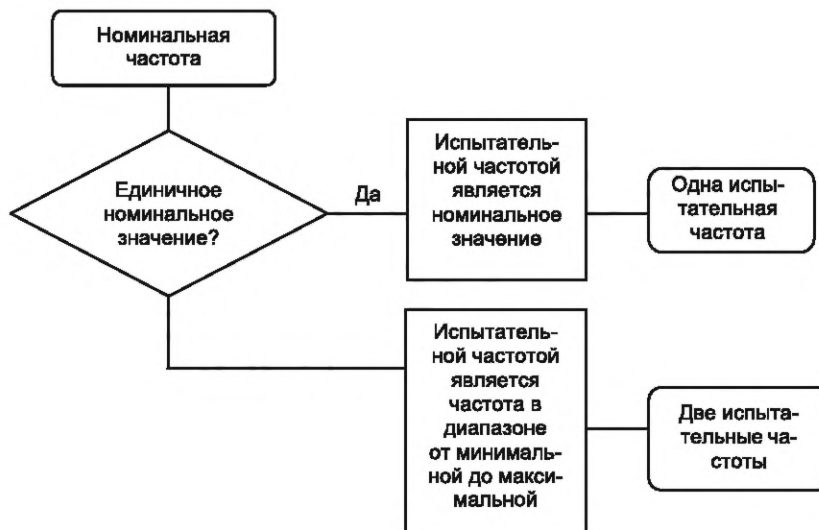 Номинальная
частота
Единичное
номинальное
значение?
Да
Испытатель-
ной частотой
является
номинальное
значение
Одна испы-
тательная
частота
Испытатель-
ной частотой
является
частота в
диапазоне
от минималь-
ной до макси-
мальной
Две испыта-
тельные ча-
стоты